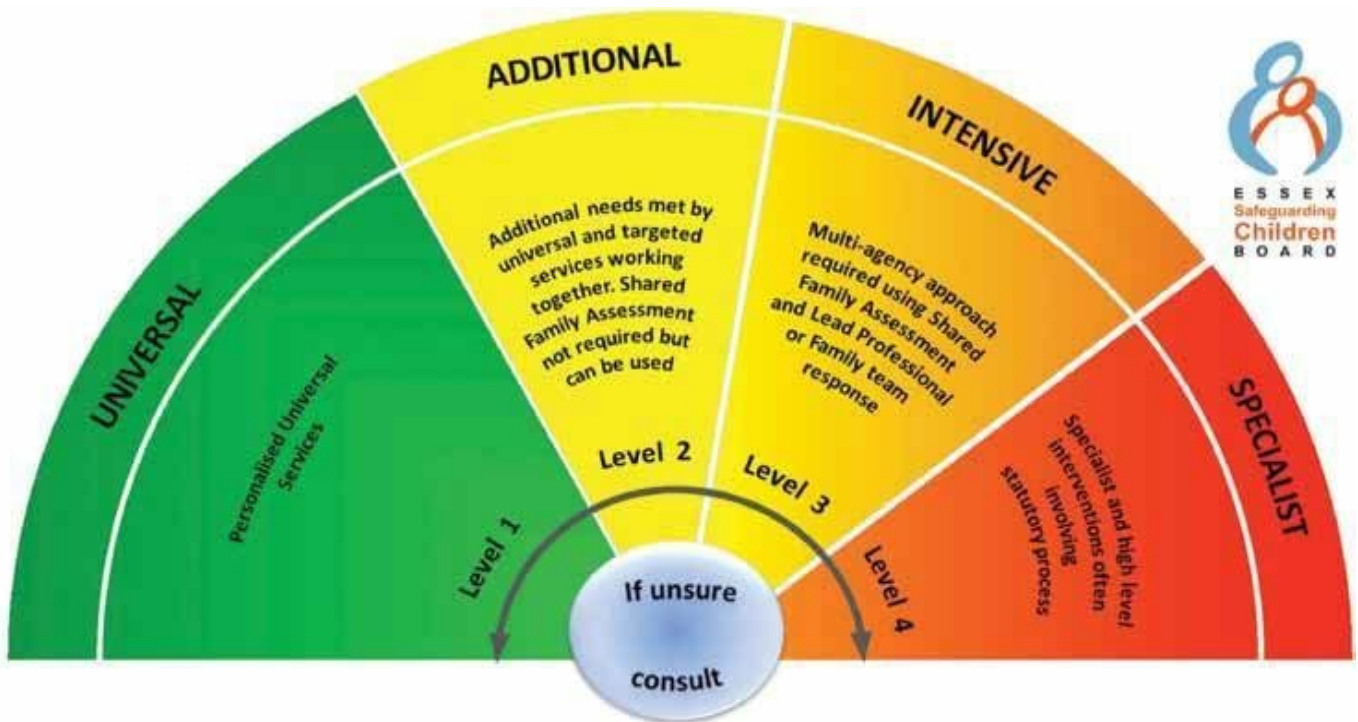 UNIVERSAL
Personalised Universal
Services
Level 1
ADDITIONAL
Additional needs met by
universal and targeted
services working
together. Shared
Family Assessment
not required but
can be used
Level 2
INTENSIVE
Multi-agency approach
required using Shared
Family Assessment
and Lead Professional
or Family team
response
Level 3
SPECIALIST
Specialist and high level
interventions often
involving
statutory process
Level 4
If unsure
consult
ESSEX
Safeguarding
Children
BOARD